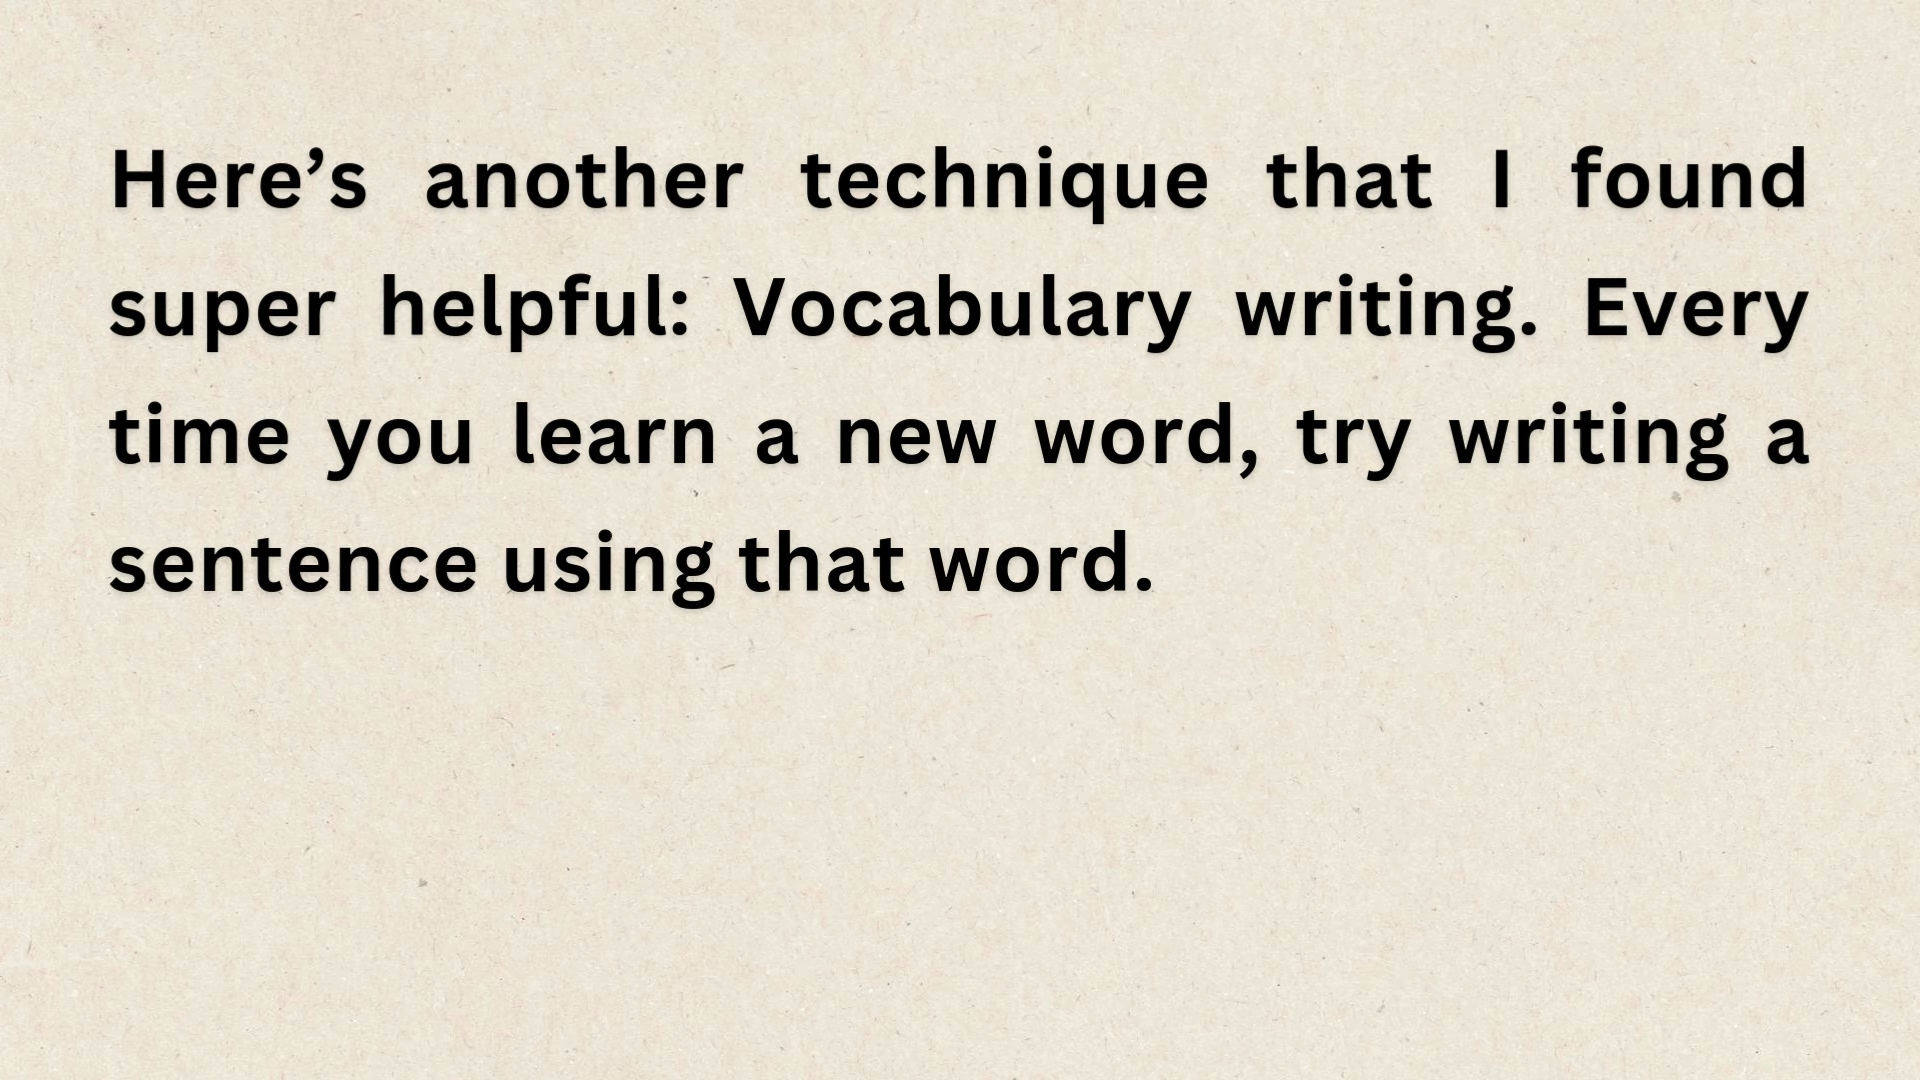 Here’s another technique that I found
super helpful: Vocabulary writing. Every
time you learn a new word, try writing a
sentence using that word.